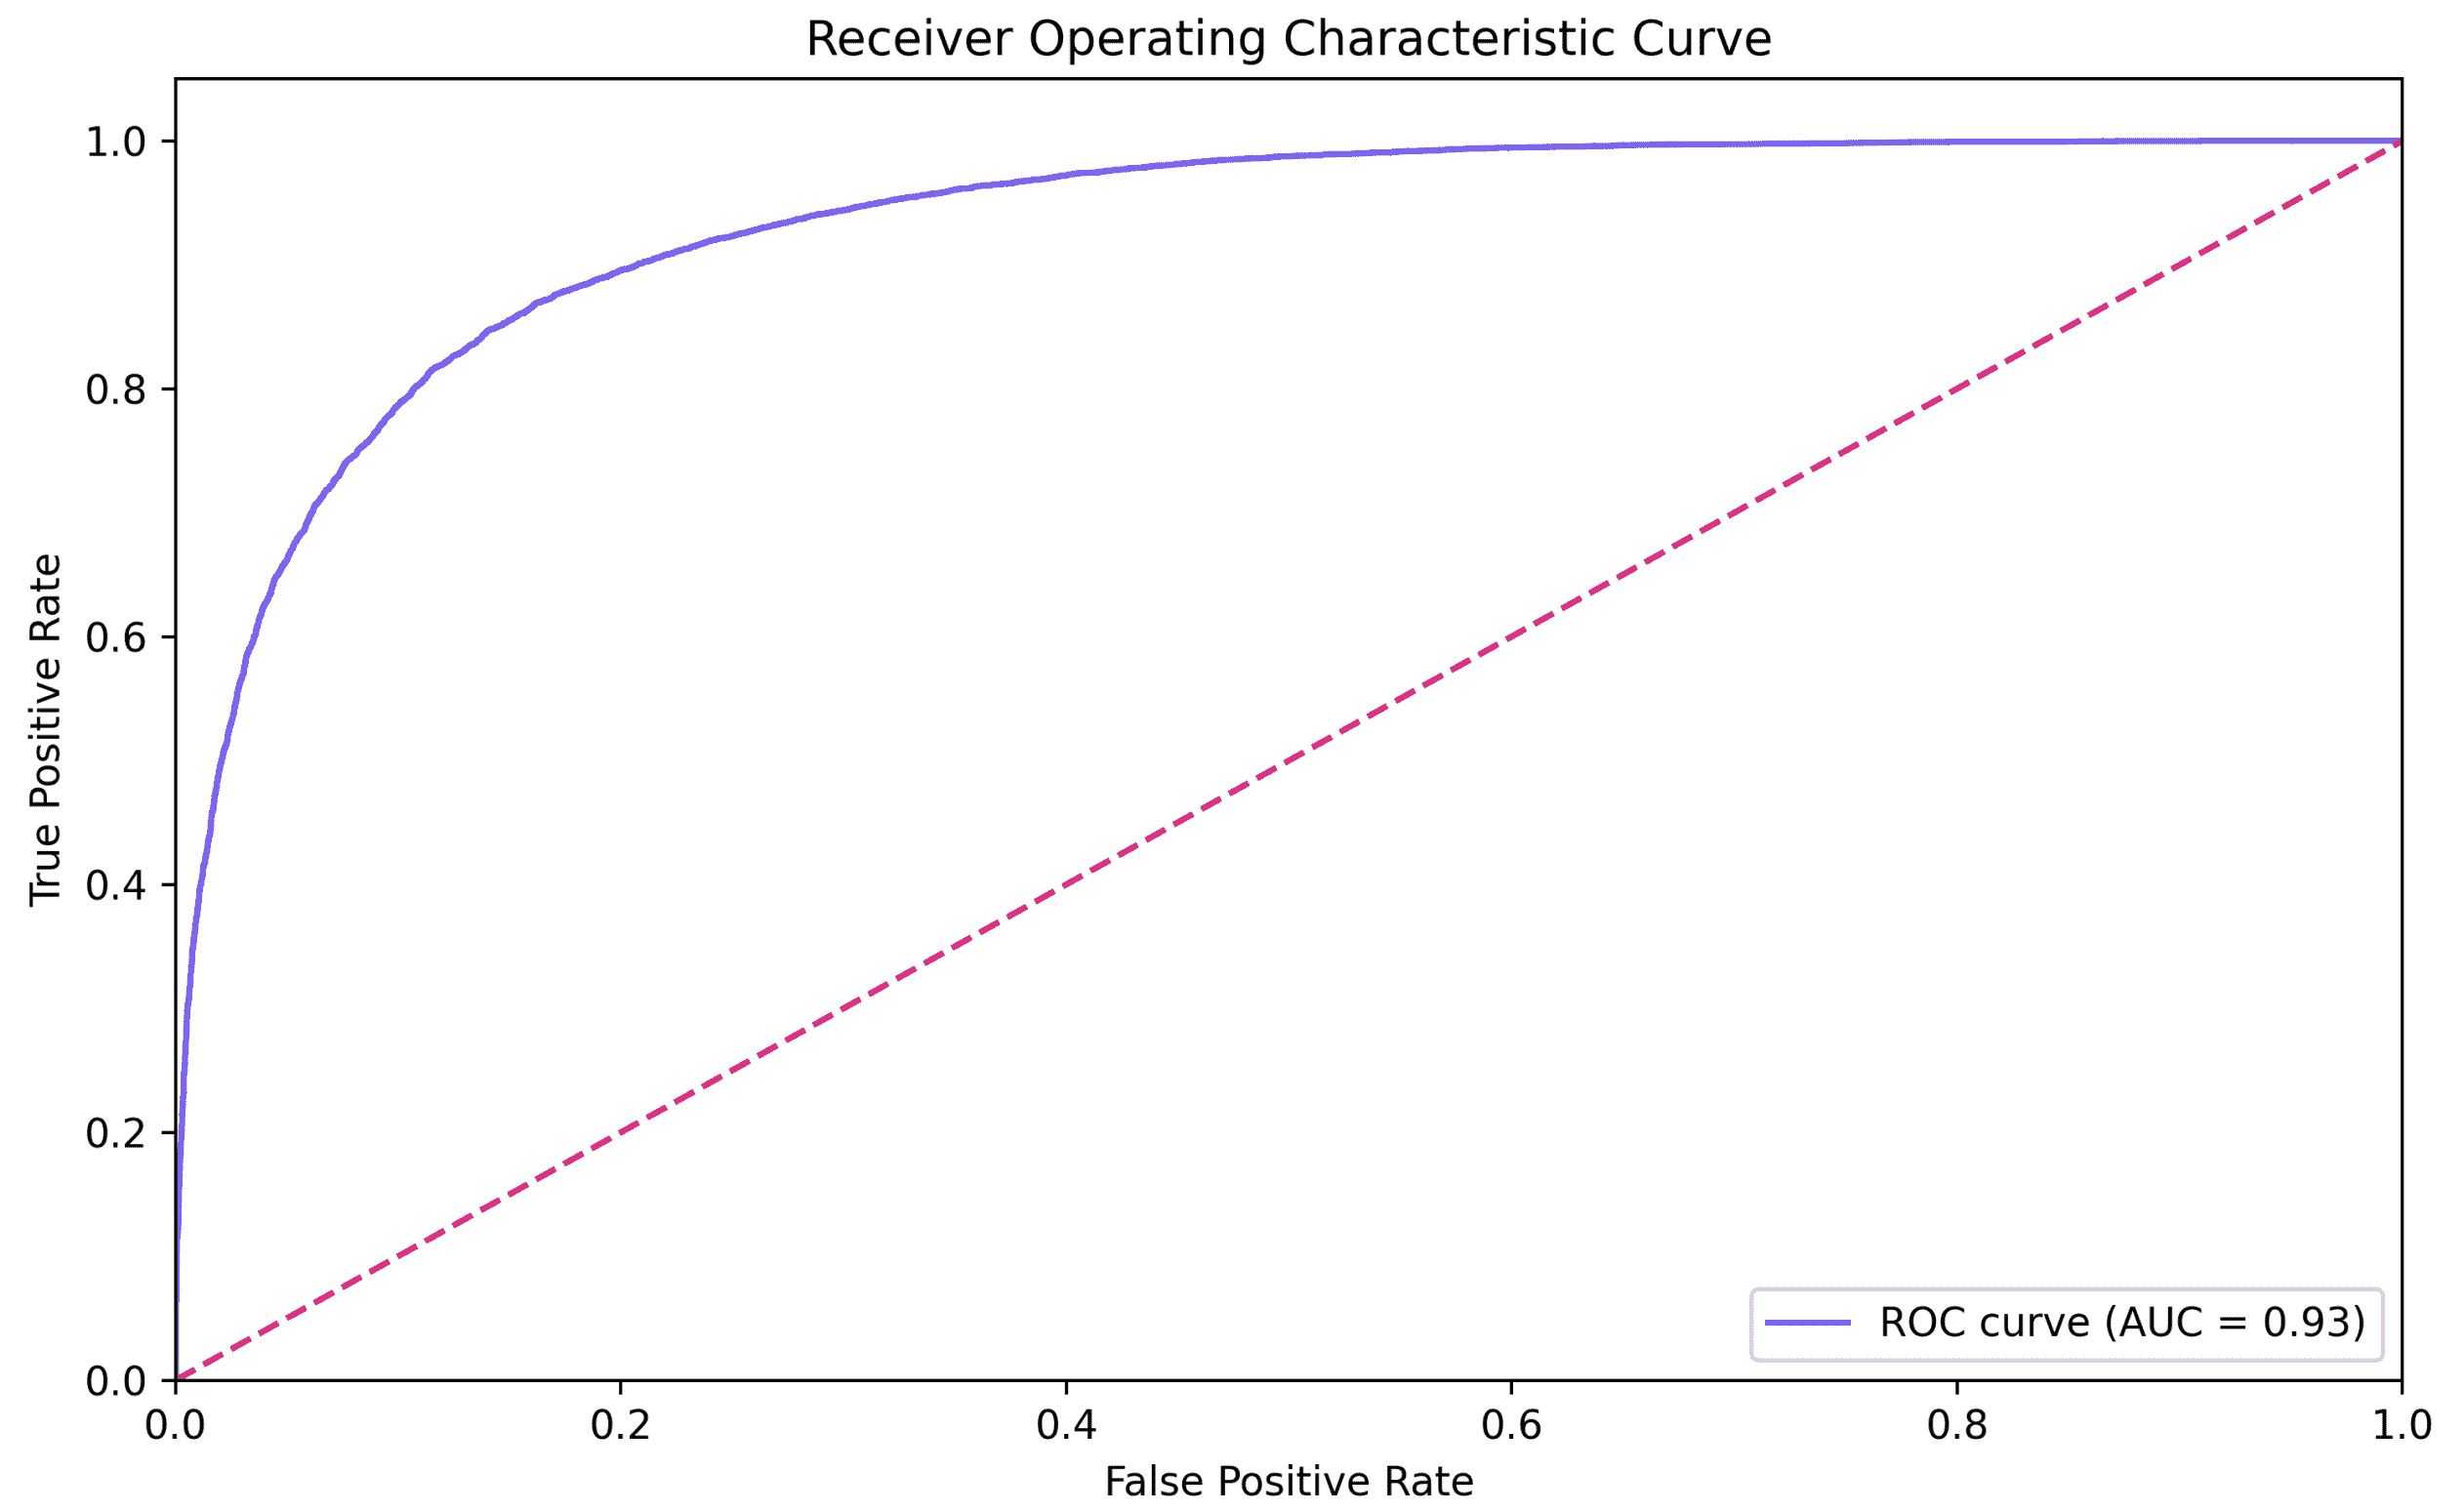 Receiver Operating Characteristic Curve
True Positive Rate
1.0
0.8
0.6
0.4
0.2
0.0
ROC curve (AUC = 0.93)
0.0 0.2 0.4 0.6 0.8 1.0
False Positive Rate